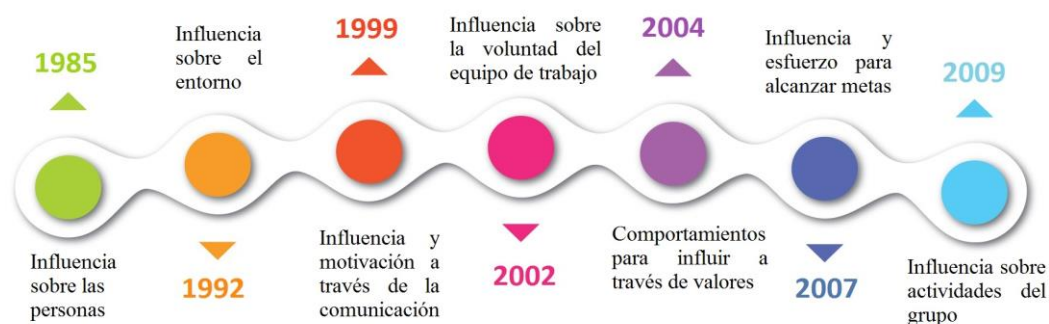 1985
Influencia
sobre las
personas
Influencia
sobre el
entorno
1992
1999
Influencia y
motivación a
través de la
comunicación
Influencia sobre
la voluntad del
equipo de trabajo
2002
2004
Comportamientos
para influir a
través de valores
Influencia y
esfuerzo para
alcanzar metas
2007
2009
Influencia sobre
actividades del
grupo